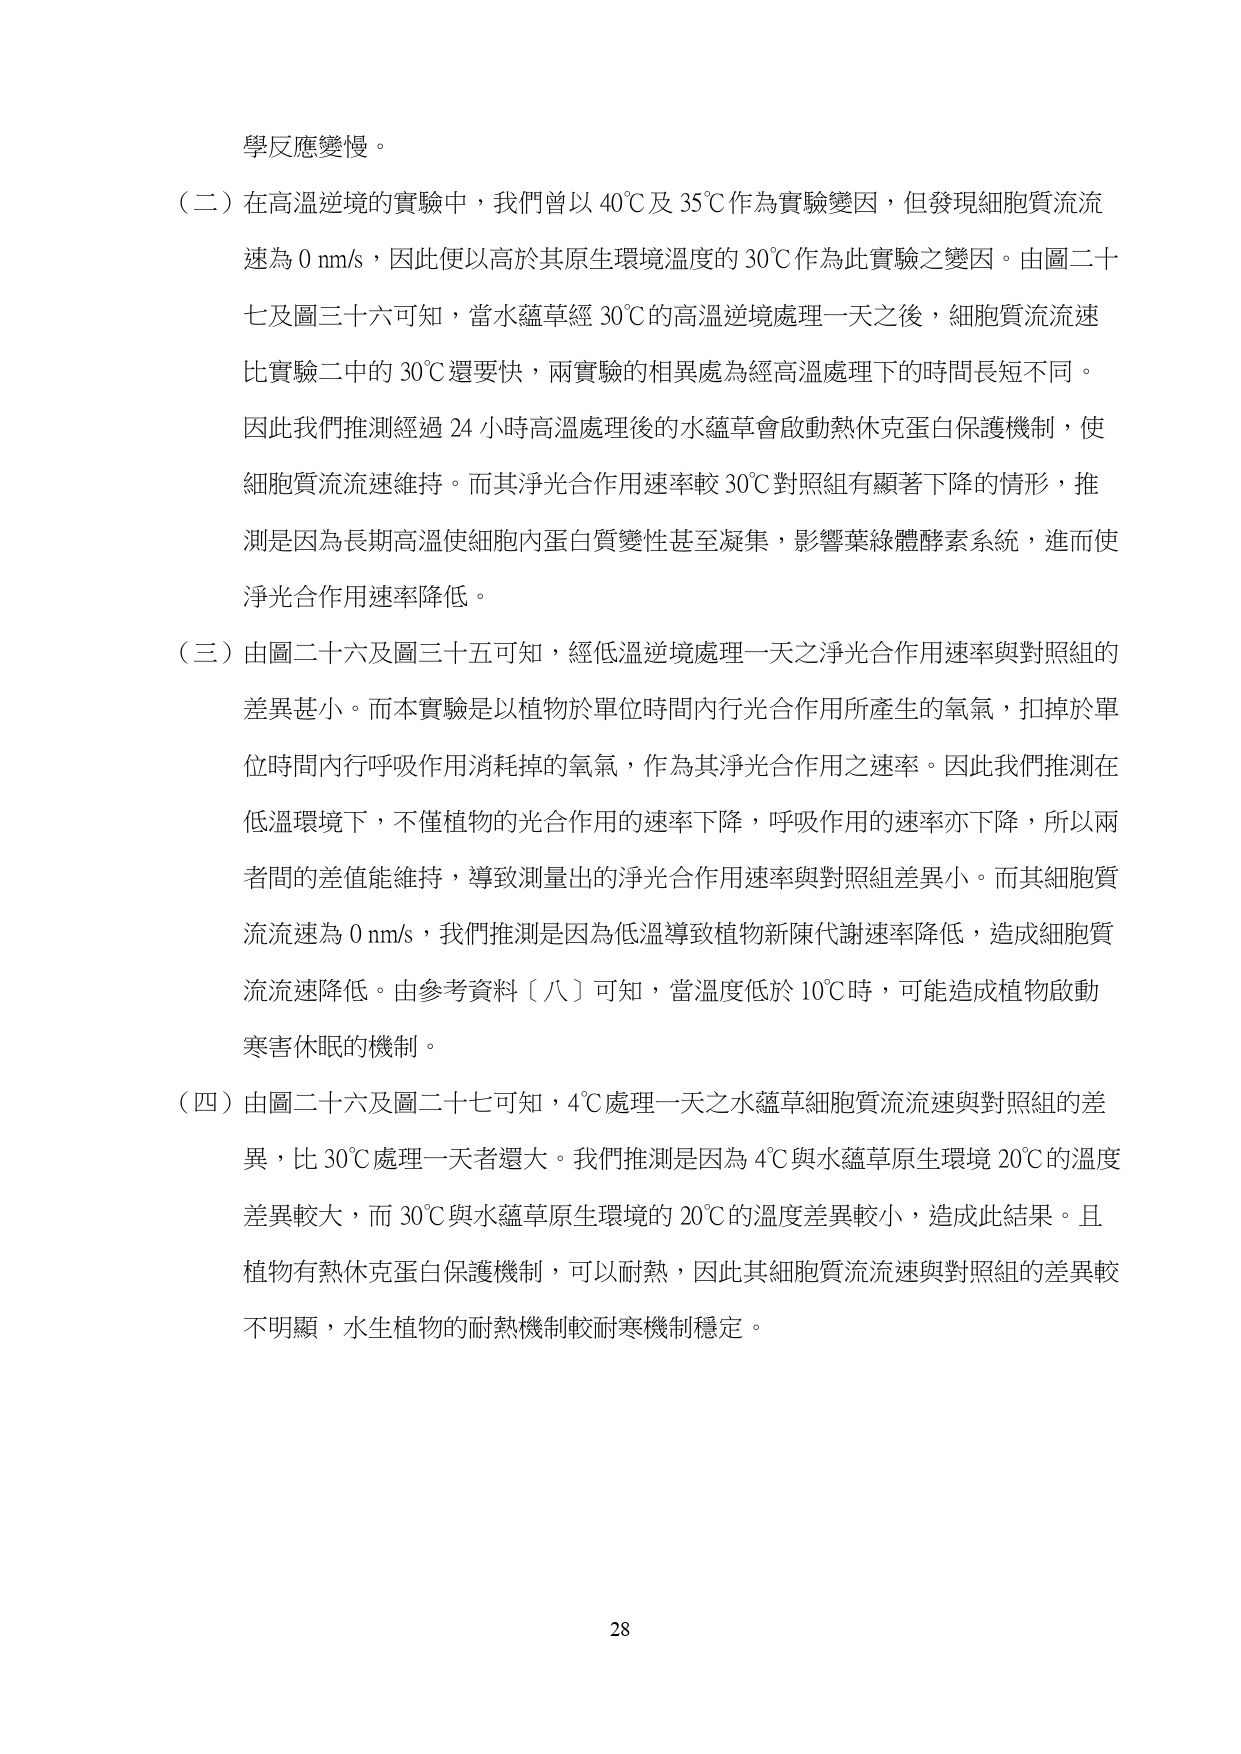 學反應變慢。
（二）在高溫逆境的實驗中，我們曾以 40℃及 35℃作為實驗變因，但發現細胞質流流
速為 0 nm/s，因此便以高於其原生環境溫度的 30℃作為此實驗之變因。由圖二十
七及圖三十六可知，當水蘊草經 30℃的高溫逆境處理一天之後，細胞質流流速
比實驗二中的 30℃還要快，兩實驗的相異處為經高溫處理下的時間長短不同。
因此我們推測經過 24 小時高溫處理後的水蘊草會啟動熱休克蛋白保護機制，使
細胞質流流速維持。而其淨光合作用速率較 30℃對照組有顯著下降的情形，推
測是因為長期高溫使細胞內蛋白質變性甚至凝集，影響葉綠體酵素系統，進而使
淨光合作用速率降低。
（三）由圖二十六及圖三十五可知，經低溫逆境處理一天之淨光合作用速率與對照組的
差異甚小。而本實驗是以植物於單位時間內行光合作用所產生的氧氣，扣掉於單
位時間內行呼吸作用消耗掉的氧氣，作為其淨光合作用之速率。因此我們推測在
低溫環境下，不僅植物的光合作用的速率下降，呼吸作用的速率亦下降，所以兩
者間的差值能維持，導致測量出的淨光合作用速率與對照組差異小。而其細胞質
流流速為 0 nm/s，我們推測是因為低溫導致植物新陳代謝速率降低，造成細胞質
流流速降低。由參考資料〔八〕可知，當溫度低於 10℃時，可能造成植物啟動
寒害休眠的機制。
（四）由圖二十六及圖二十七可知，4℃處理一天之水蘊草細胞質流流速與對照組的差
異，比 30℃處理一天者還大。我們推測是因為 4℃與水蘊草原生環境 20℃的溫度
差異較大，而 30℃與水蘊草原生環境的 20℃的溫度差異較小，造成此結果。且
植物有熱休克蛋白保護機制，可以耐熱，因此其細胞質流流速與對照組的差異較
不明顯，水生植物的耐熱機制較耐寒機制穩定。
28